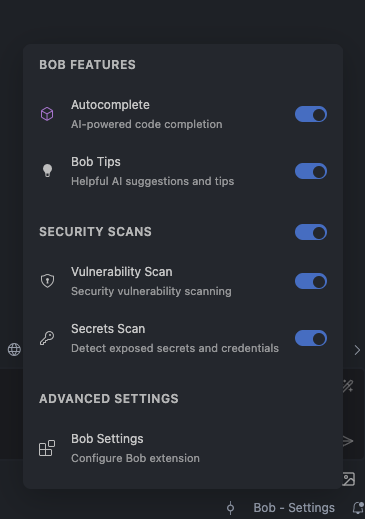 BOB FEATURES
Autocomplete
AI-powered code completion
Bob Tips
Helpful AI suggestions and tips
SECURITY SCANS
Vulnerability Scan
Security vulnerability scanning
Secrets Scan
Detect exposed secrets and credentials
ADVANCED SETTINGS
Bob Settings
Configure Bob extension
Bob - Settings